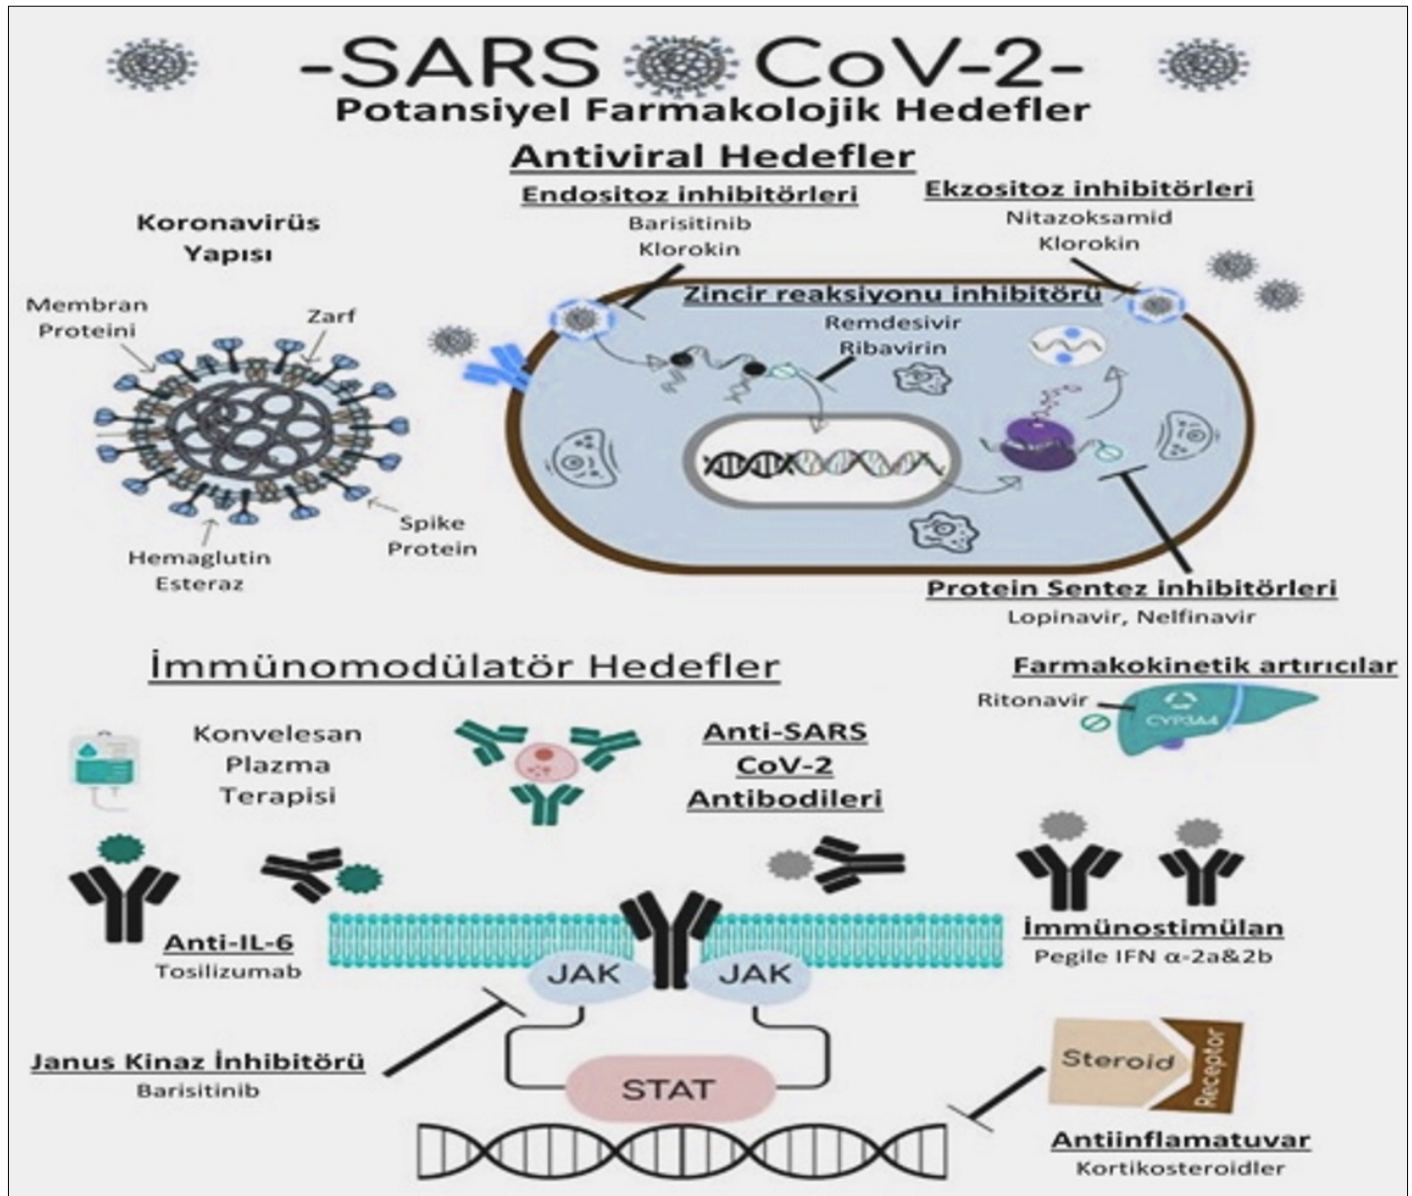 -SARS CoV-2-
Potansiyel Farmakolojik Hedefler
Antiviral Hedefler
Endositoz inhibitörleri
Barisitinib
Klorokin
Ekzositoz inhibitörleri
Nitazoksamid
Klorokin
Koronavirüs
Yapısı
Membran
Proteini
Zarf
Spike
Protein
Hemaglutin
Esteraz
Zincir reaksiyonu inhibitörü
Remdesivir
Ribavirin
Protein Sentez inhibitörleri
Lopinavir, Nelfinavir
İmmünomodülatör Hedefler
Farmakokinetik artırıcılar
Ritonavir
CYP3A4
Konvelesan
Plazma
Terapisi
Anti-SARS
CoV-2
Antibodileri
Anti-IL-6
Tosilizumab
İmmünostimülan
Pegile IFN α-2a&2b
JAK
JAK
Janus Kinaz İnhibitörü
Barisitinib
STAT
Steroid
Receptor
Antiinflamatuvar
Kortikosteroidler